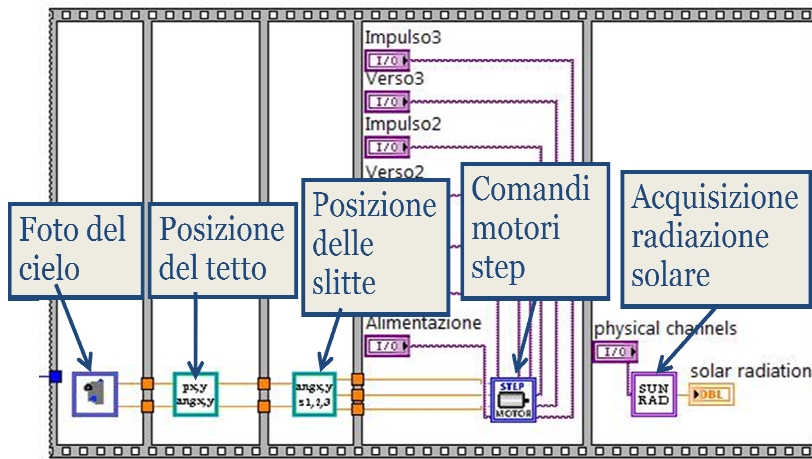 Impulso3
I/O
Verso3
I/O
Impulso2
I/O
Verso2
Foto del
cielo
Posizione
del tetto
Posizione
delle
slitte
Comandi
motori
step
Acquisizione
radiazione
solare
Alimentazione
I/O
physical channels
I/O
solar radiation
p x,y
angx,y
angx,y
s1,2,3
STEP
MOTOR
SUN
RAD
DBL